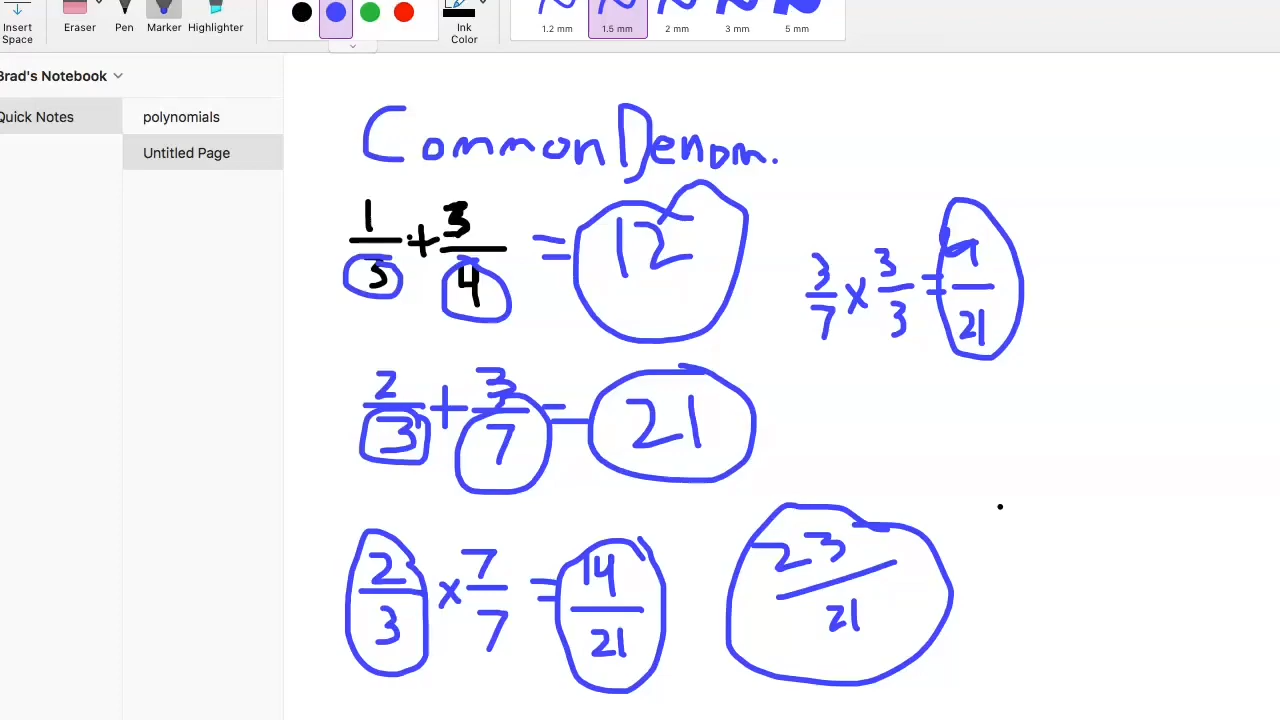 Insert Space
Eraser
Pen
Marker
Highlighter
Ink Color
1.2 mm
1.5 mm
2 mm
3 mm
5 mm
Brad's Notebook
Quick Notes
polynomials
Untitled Page
Common Denom.
1/3 + 3/4 = 12
3/7 x 3/3 = 9/21
2/3 + 3/7 = 21
2/3 x 7/7 = 14/21
23/21